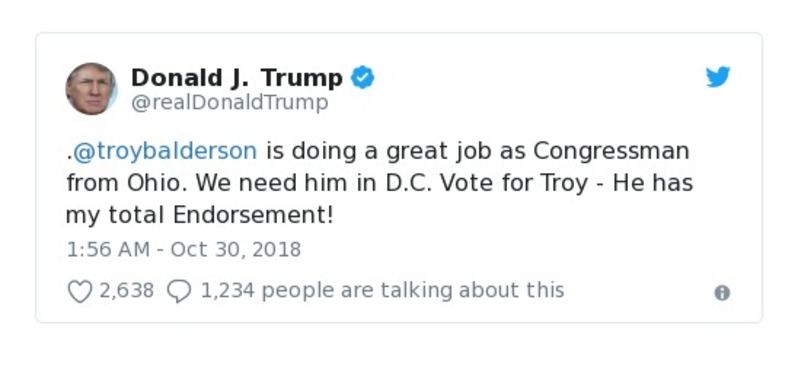 Donald J. Trump
@realDonaldTrump
.@troybalderson is doing a great job as Congressman
from Ohio. We need him in D.C. Vote for Troy - He has
my total Endorsement!
1:56 AM - Oct 30, 2018
2,638 1,234 people are talking about this